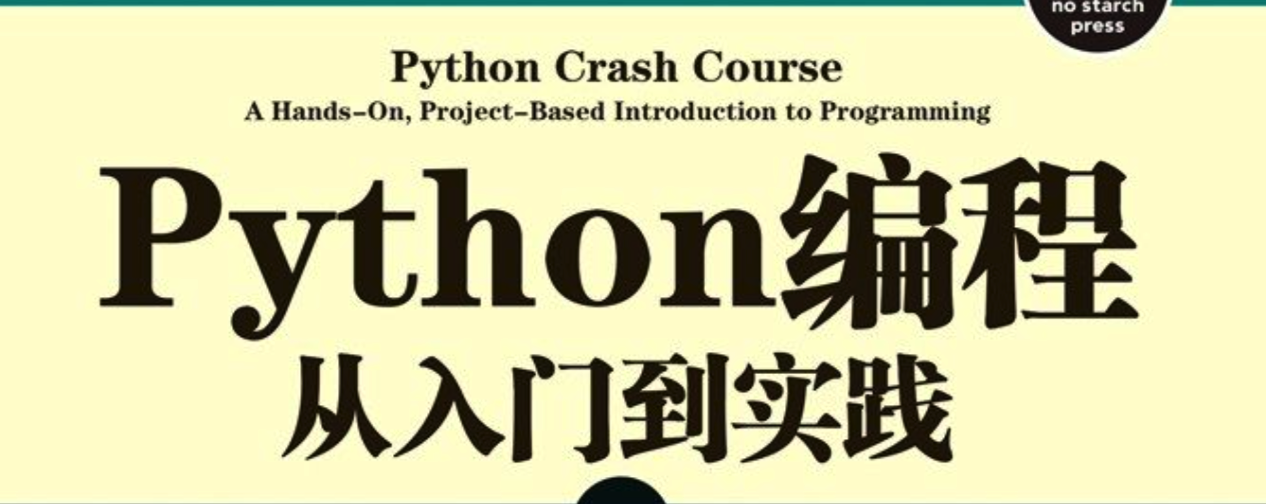 no starch
press
Python Crash Course
A Hands-On, Project-Based Introduction to Programming
Python编程
从入门到实践